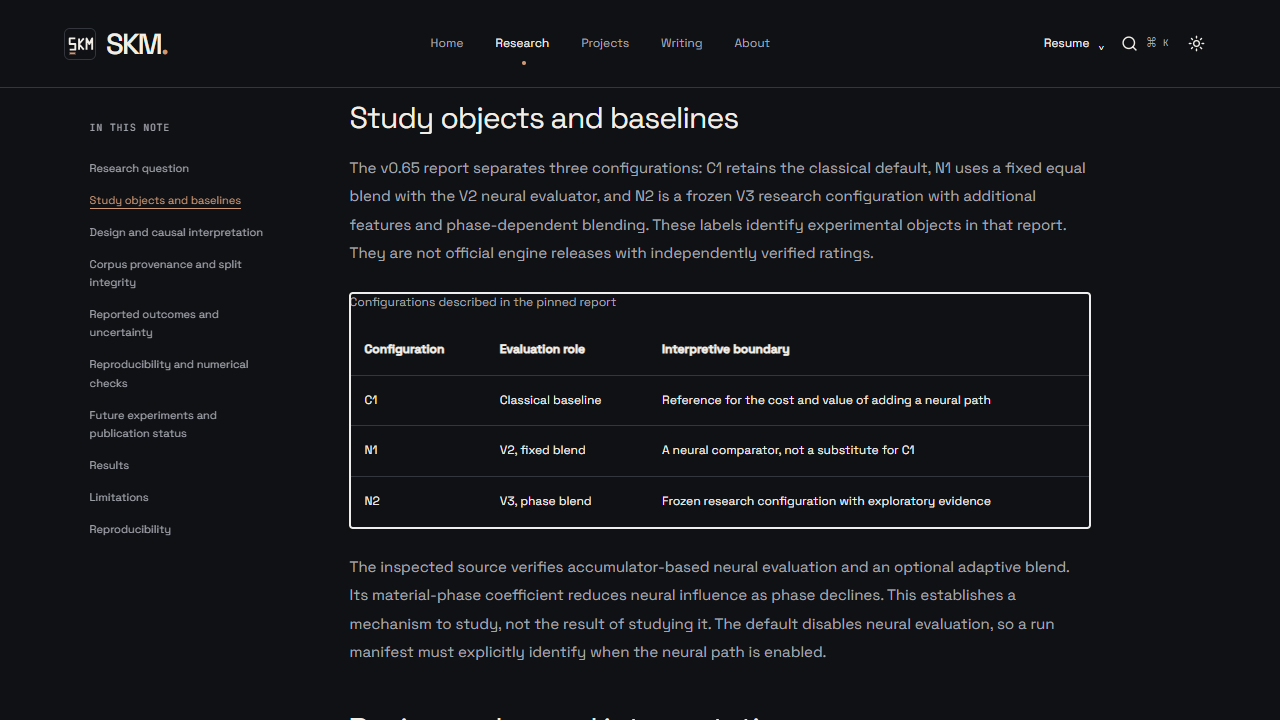 SKM SKM.
Home Research Projects Writing About
Resume ⌘ K
IN THIS NOTE
Research question
Study objects and baselines
Design and causal interpretation
Corpus provenance and split
integrity
Reported outcomes and
uncertainty
Reproducibility and numerical
checks
Future experiments and
publication status
Results
Limitations
Reproducibility
Study objects and baselines
The v0.65 report separates three configurations: C1 retains the classical default, N1 uses a fixed equal
blend with the V2 neural evaluator, and N2 is a frozen V3 research configuration with additional
features and phase-dependent blending. These labels identify experimental objects in that report.
They are not official engine releases with independently verified ratings.
Configurations described in the pinned report
Configuration Evaluation role Interpretive boundary
C1 Classical baseline Reference for the cost and value of adding a neural path
N1 V2, fixed blend A neural comparator, not a substitute for C1
N2 V3, phase blend Frozen research configuration with exploratory evidence
The inspected source verifies accumulator-based neural evaluation and an optional adaptive blend.
Its material-phase coefficient reduces neural influence as phase declines. This establishes a
mechanism to study, not the result of studying it. The default disables neural evaluation, so a run
manifest must explicitly identify when the neural path is enabled.